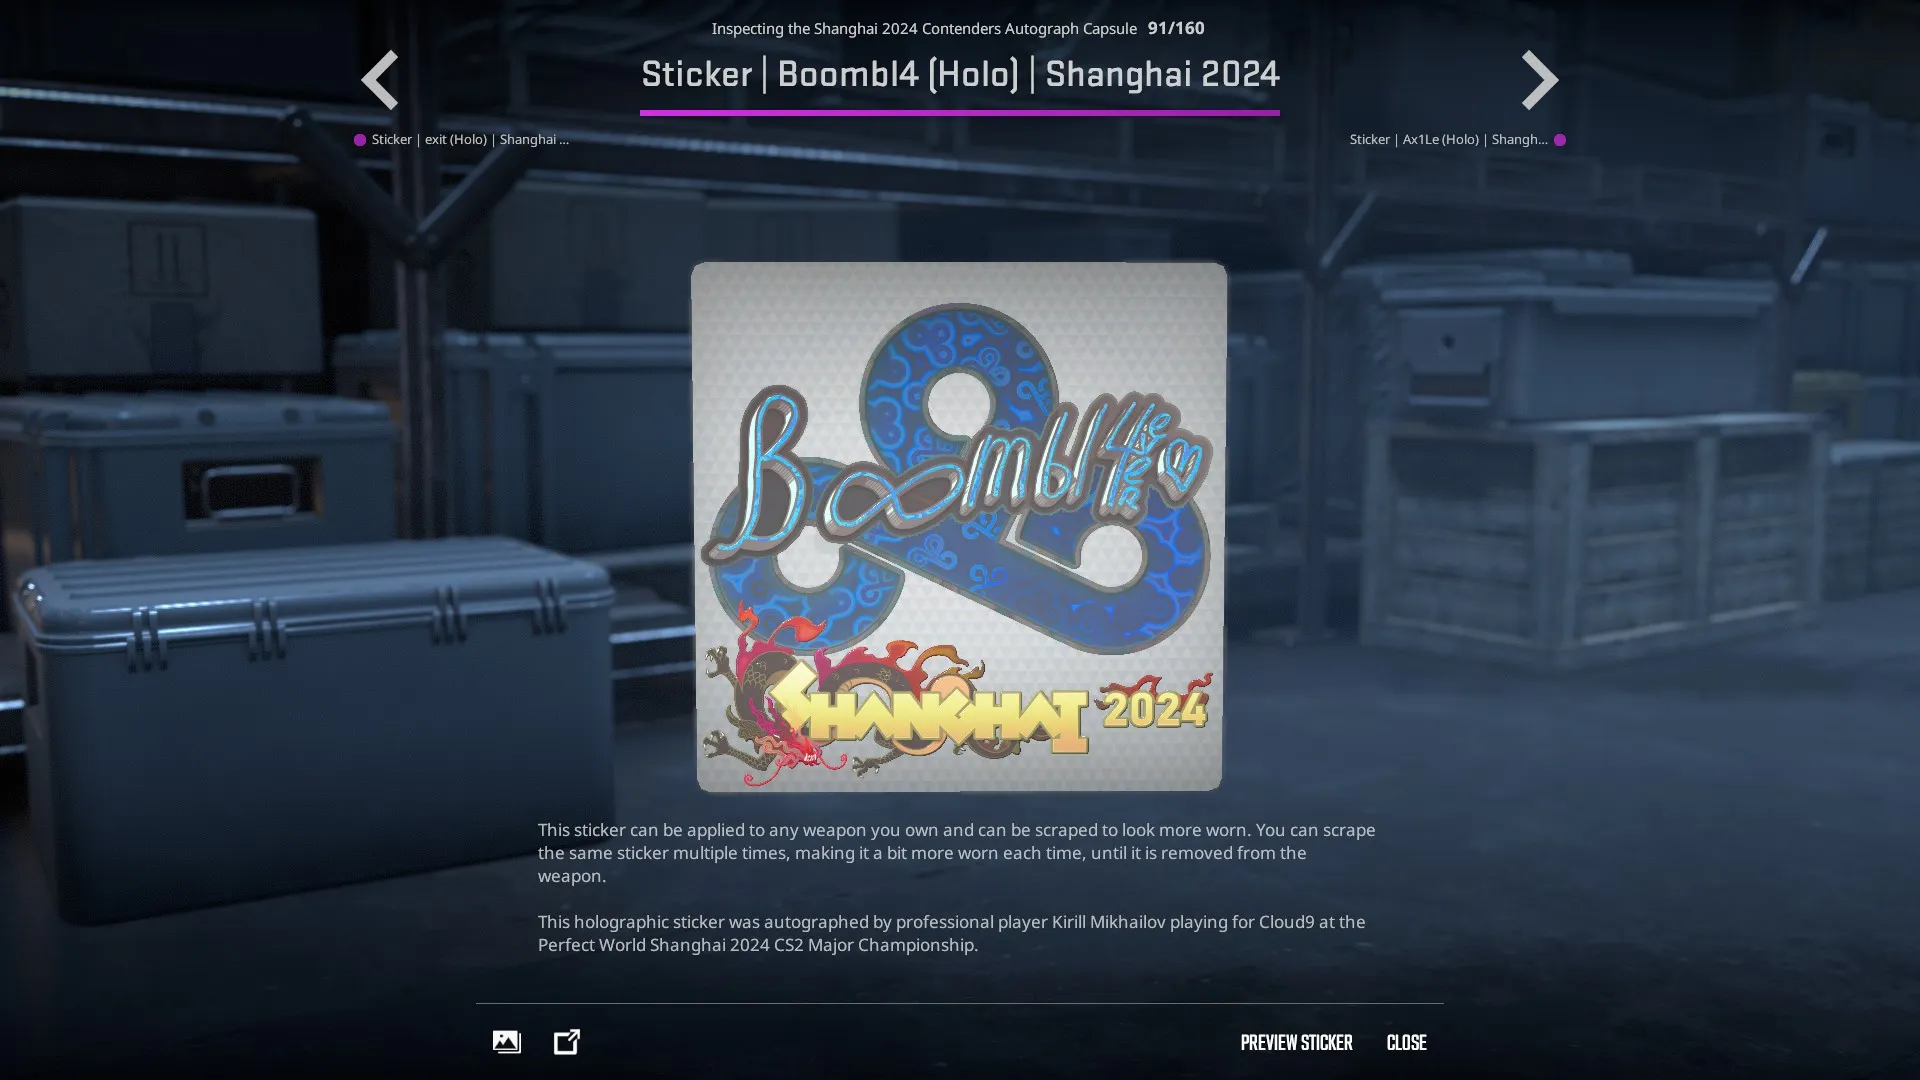 Inspecting the Shanghai 2024 Contenders Autograph Capsule 91/160
Sticker | Boombl4 (Holo) | Shanghai 2024
Sticker | exit (Holo) | Shanghai ...
Sticker | Ax1Le (Holo) | Shangh...
Boombl4
SHANGHAI 2024
This sticker can be applied to any weapon you own and can be scraped to look more worn. You can scrape
the same sticker multiple times, making it a bit more worn each time, until it is removed from the
weapon.
This holographic sticker was autographed by professional player Kirill Mikhailov playing for Cloud9 at the
Perfect World Shanghai 2024 CS2 Major Championship.
PREVIEW STICKER
CLOSE